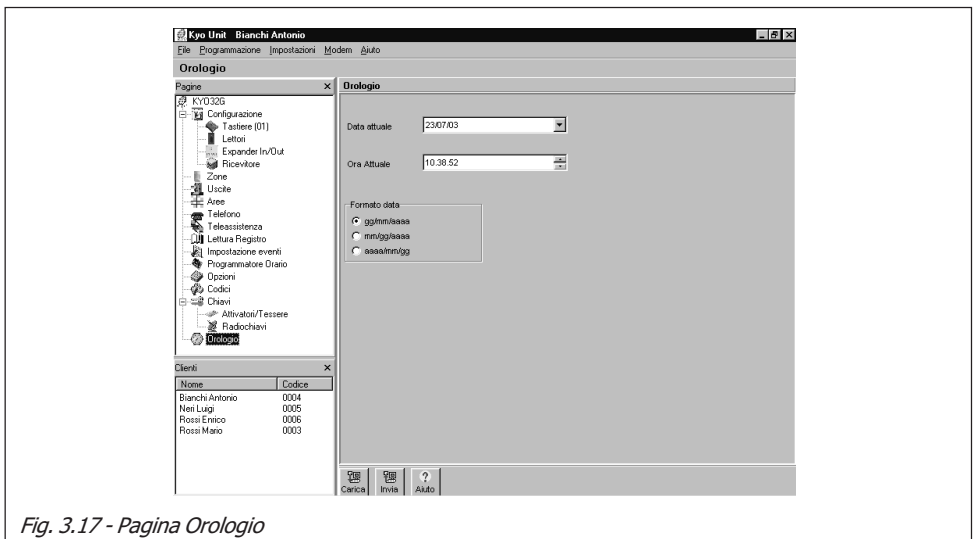 Kyo Unit Bianchi Antonio
File Programmazione Impostazioni Modem Aiuto
Orologio
Pagine
KYO32G
Configurazione
Tastiere (01)
Lettori
Expander In/Out
Ricevitore
Zone
Uscite
Aree
Telefono
Teleassistenza
Lettura Registro
Impostazione eventi
Programmatore Orario
Opzioni
Codici
Chiavi
Attivatori/Tessere
Radiochiavi
Orologio
Clienti
Nome Codice
Bianchi Antonio 0004
Neri Luigi 0005
Rossi Enrico 0006
Rossi Mario 0003
Orologio
Data attuale 23/07/03
Ora Attuale 10.38.52
Formato data
gg/mm/aaaa
mm/gg/aaaa
aaaa/mm/gg
Carica Invia Aiuto
Fig. 3.17 - Pagina Orologio